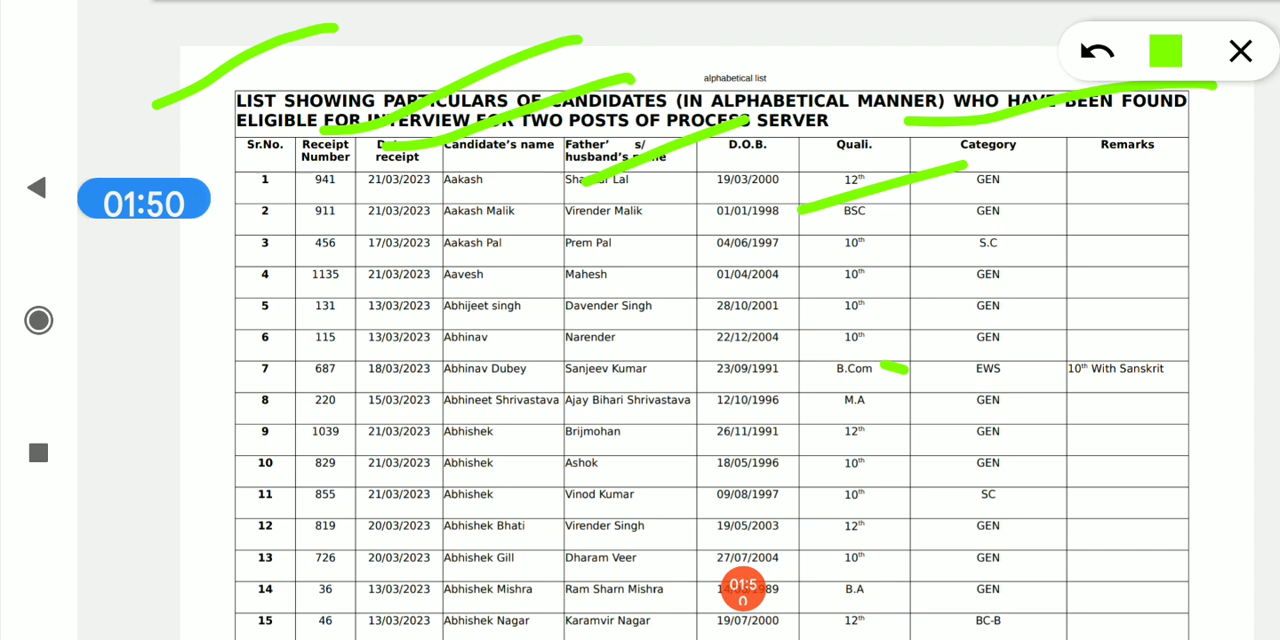 alphabetical list
LIST SHOWING PARTICULARS OF CANDIDATES (IN ALPHABETICAL MANNER) WHO HAVE BEEN FOUND
ELIGIBLE FOR INTERVIEW FOR TWO POSTS OF PROCESS SERVER
Sr.No. Receipt Number receipt Candidate's name Father' s/ husband's name D.O.B. Quali. Category Remarks
01:50
1 941 21/03/2023 Aakash Lal 19/03/2000 12th GEN
2 911 21/03/2023 Aakash Malik Virender Malik 01/01/1998 BSC GEN
3 456 17/03/2023 Aakash Pal Prem Pal 04/06/1997 10th S.C
4 1135 21/03/2023 Aavesh Mahesh 01/04/2004 10th GEN
5 131 13/03/2023 Abhijeet singh Davender Singh 28/10/2001 10th GEN
6 115 13/03/2023 Abhinav Narender 22/12/2004 10th GEN
7 687 18/03/2023 Abhinav Dubey Sanjeev Kumar 23/09/1991 B.Com EWS 10th With Sanskrit
8 220 15/03/2023 Abhineet Shrivastava Ajay Bihari Shrivastava 12/10/1996 M.A GEN
9 1039 21/03/2023 Abhishek Brijmohan 26/11/1991 12th GEN
10 829 21/03/2023 Abhishek Ashok 18/05/1996 10th GEN
11 855 21/03/2023 Abhishek Vinod Kumar 09/08/1997 10th SC
12 819 20/03/2023 Abhishek Bhati Virender Singh 19/05/2003 12th GEN
13 726 20/03/2023 Abhishek Gill Dharam Veer 27/07/2004 10th GEN
14 36 13/03/2023 Abhishek Mishra Ram Sharn Mishra B.A GEN
01:50
15 46 13/03/2023 Abhishek Nagar Karamvir Nagar 19/07/2000 12th BC-B